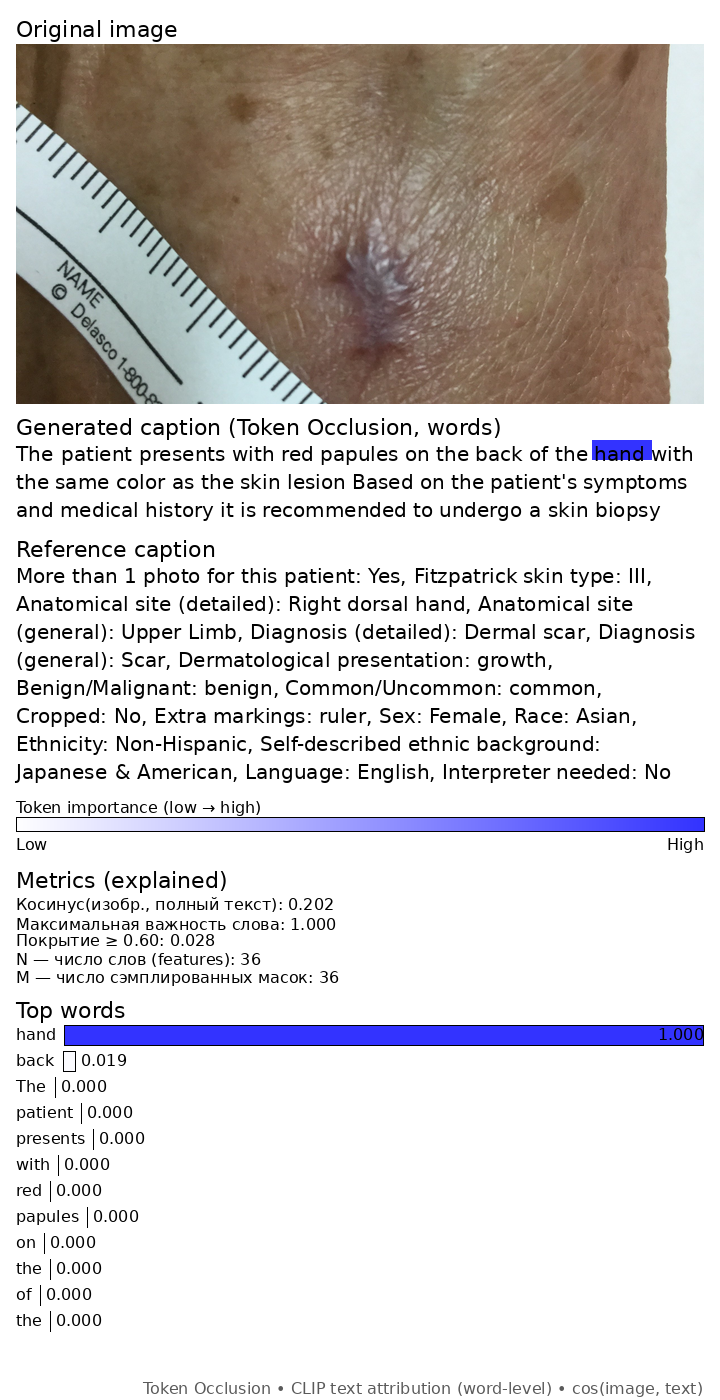 Original image
NAME
© Delasco 1-800-
Generated caption (Token Occlusion, words)
The patient presents with red papules on the back of the hand with
the same color as the skin lesion Based on the patient's symptoms
and medical history it is recommended to undergo a skin biopsy
Reference caption
More than 1 photo for this patient: Yes, Fitzpatrick skin type: III,
Anatomical site (detailed): Right dorsal hand, Anatomical site
(general): Upper Limb, Diagnosis (detailed): Dermal scar, Diagnosis
(general): Scar, Dermatological presentation: growth,
Benign/Malignant: benign, Common/Uncommon: common,
Cropped: No, Extra markings: ruler, Sex: Female, Race: Asian,
Ethnicity: Non-Hispanic, Self-described ethnic background:
Japanese & American, Language: English, Interpreter needed: No
Token importance (low → high)
Low High
Metrics (explained)
Косинус(изобр., полный текст): 0.202
Максимальная важность слова: 1.000
Покрытие ≥ 0.60: 0.028
N — число слов (features): 36
M — число сэмплированных масок: 36
Top words
hand 1.000
back 0.019
The 0.000
patient 0.000
presents 0.000
with 0.000
red 0.000
papules 0.000
on 0.000
the 0.000
of 0.000
the 0.000
Token Occlusion • CLIP text attribution (word-level) • cos(image, text)